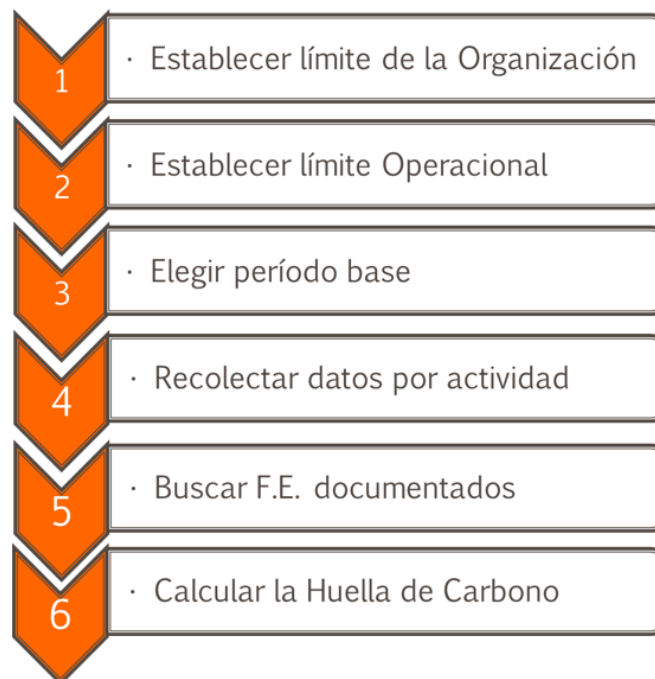 1
· Establecer límite de la Organización
2
· Establecer límite Operacional
3
· Elegir período base
4
· Recolectar datos por actividad
5
· Buscar F.E. documentados
6
· Calcular la Huella de Carbono